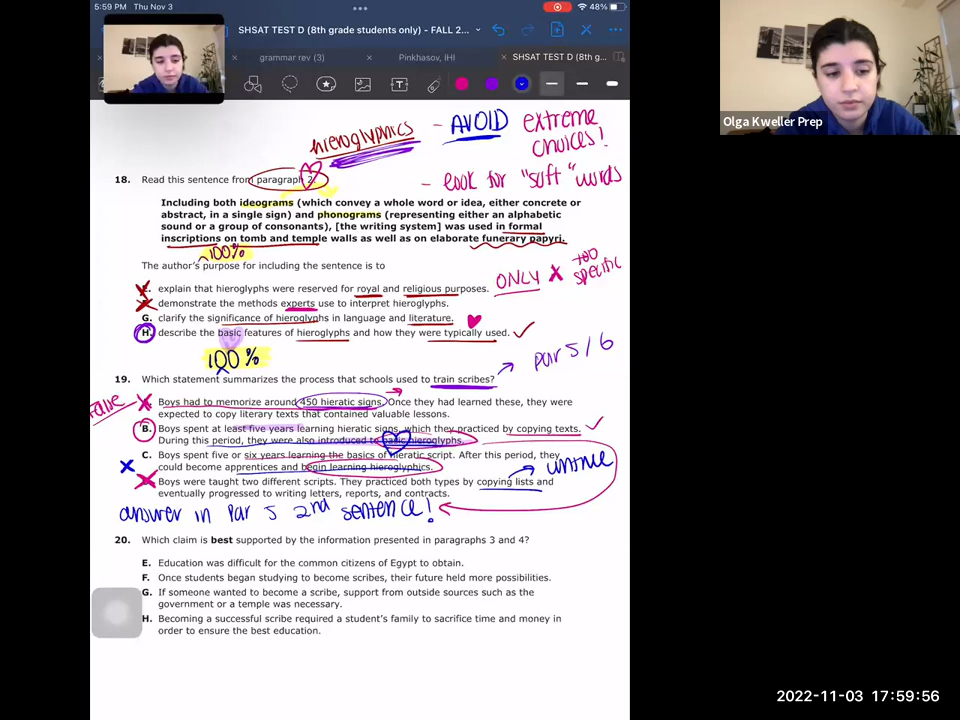 5:59 PM Thu Nov 3
48%
SHSAT TEST D (8th grade students only) – FALL 2...
grammar rev (3)
Pinkhasov, IHI
SHSAT TEST D (8th g...
Olga Kweller Prep
hieroglyphics
- AVOID extreme
choices!
- look for "soft" words
18. Read this sentence from paragraph 2.
Including both ideograms (which convey a whole word or idea, either concrete or
abstract, in a single sign) and phonograms (representing either an alphabetic
sound or a group of consonants), [the writing system] was used in formal
inscriptions on tomb and temple walls as well as on elaborate funerary papyri.
100%
The author's purpose for including the sentence is to
ONLY X too
specific
explain that hieroglyphs were reserved for royal and religious purposes.
demonstrate the methods experts use to interpret hieroglyphs.
G. clarify the significance of hieroglyphs in language and literature.
H. describe the basic features of hieroglyphs and how they were typically used.
100%
par 5/6
19. Which statement summarizes the process that schools used to train scribes?
false
Boys had to memorize around 450 hieratic signs. Once they had learned these, they were
expected to copy literary texts that contained valuable lessons.
B. Boys spent at least five years learning hieratic signs, which they practiced by copying texts.
During this period, they were also introduced to basic hieroglyphs.
C. Boys spent five or six years learning the basics of hieratic script. After this period, they
could become apprentices and begin learning hieroglyphics.
untrue
Boys were taught two different scripts. They practiced both types by copying lists and
eventually progressed to writing letters, reports, and contracts.
answer in par 5 2nd sentence!
20. Which claim is best supported by the information presented in paragraphs 3 and 4?
E. Education was difficult for the common citizens of Egypt to obtain.
F. Once students began studying to become scribes, their future held more possibilities.
G. If someone wanted to become a scribe, support from outside sources such as the
government or a temple was necessary.
H. Becoming a successful scribe required a student's family to sacrifice time and money in
order to ensure the best education.
2022-11-03 17:59:56